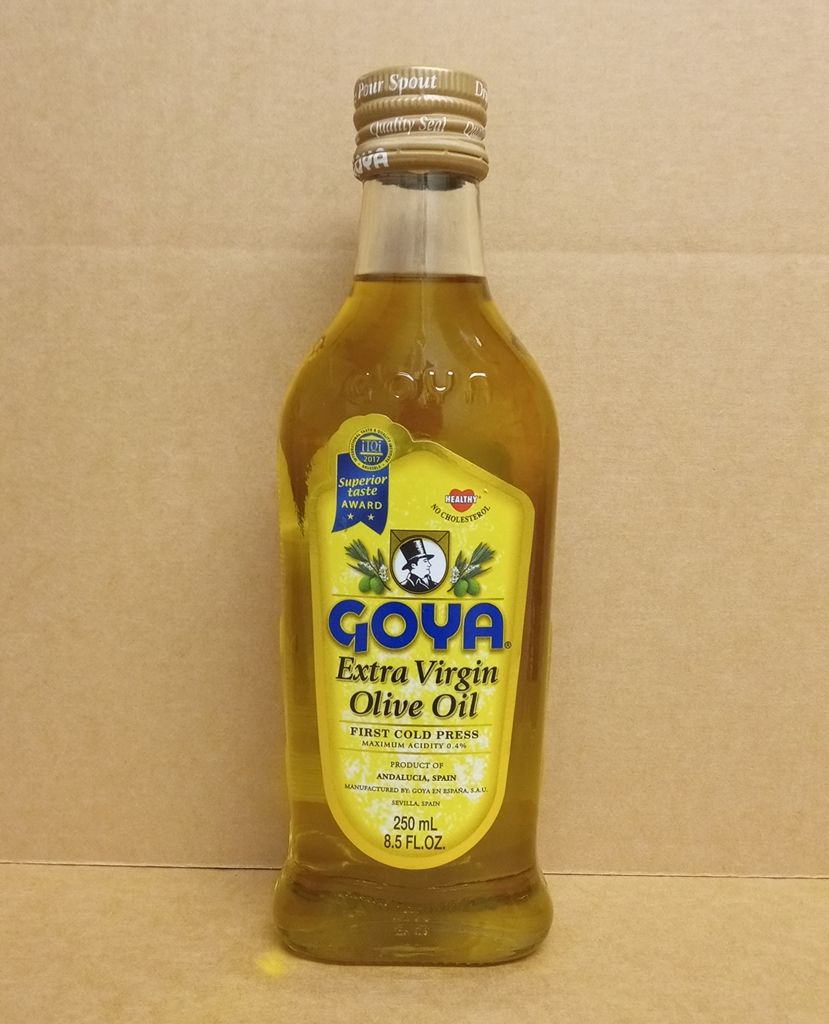 Pour Spout
Quality Seal
GOYA
GOYA
iTQi
2017
Superior
taste
AWARD
HEALTHY
NO CHOLESTEROL
GOYA®
Extra Virgin
Olive Oil
FIRST COLD PRESS
MAXIMUM ACIDITY 0.4%
PRODUCT OF
ANDALUCIA, SPAIN
MANUFACTURED BY: GOYA EN ESPAÑA, S.A.U.
SEVILLA, SPAIN
250 mL
8.5 FL.OZ.